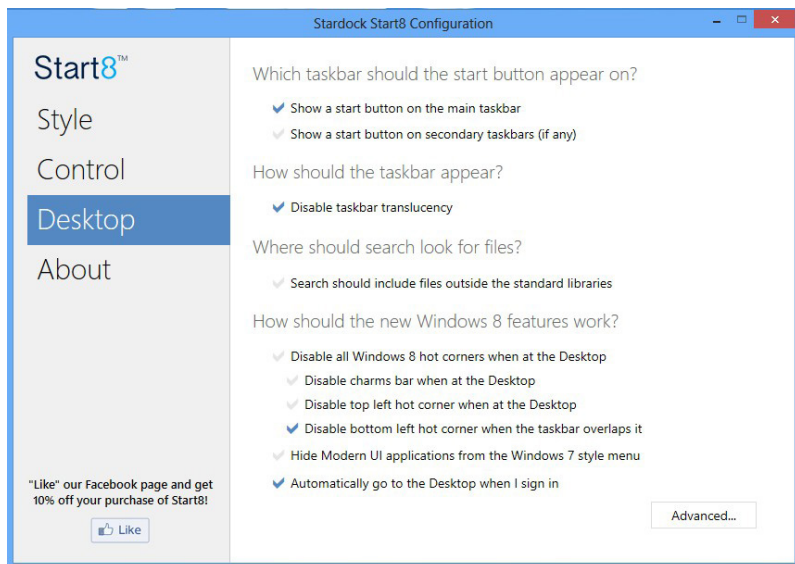 Stardock Start8 Configuration
Start8™
Style
Control
Desktop
About
"Like" our Facebook page and get
10% off your purchase of Start8!
Like
Which taskbar should the start button appear on?
Show a start button on the main taskbar
Show a start button on secondary taskbars (if any)
How should the taskbar appear?
Disable taskbar translucency
Where should search look for files?
Search should include files outside the standard libraries
How should the new Windows 8 features work?
Disable all Windows 8 hot corners when at the Desktop
Disable charms bar when at the Desktop
Disable top left hot corner when at the Desktop
Disable bottom left hot corner when the taskbar overlaps it
Hide Modern UI applications from the Windows 7 style menu
Automatically go to the Desktop when I sign in
Advanced...